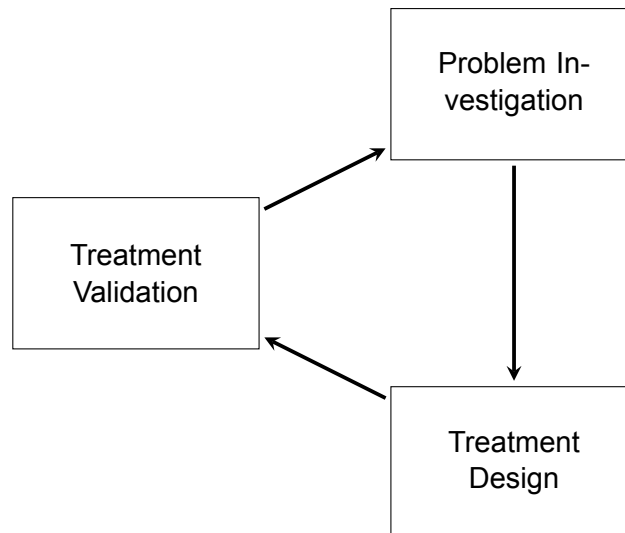 Problem In-
vestigation
Treatment
Validation
Treatment
Design